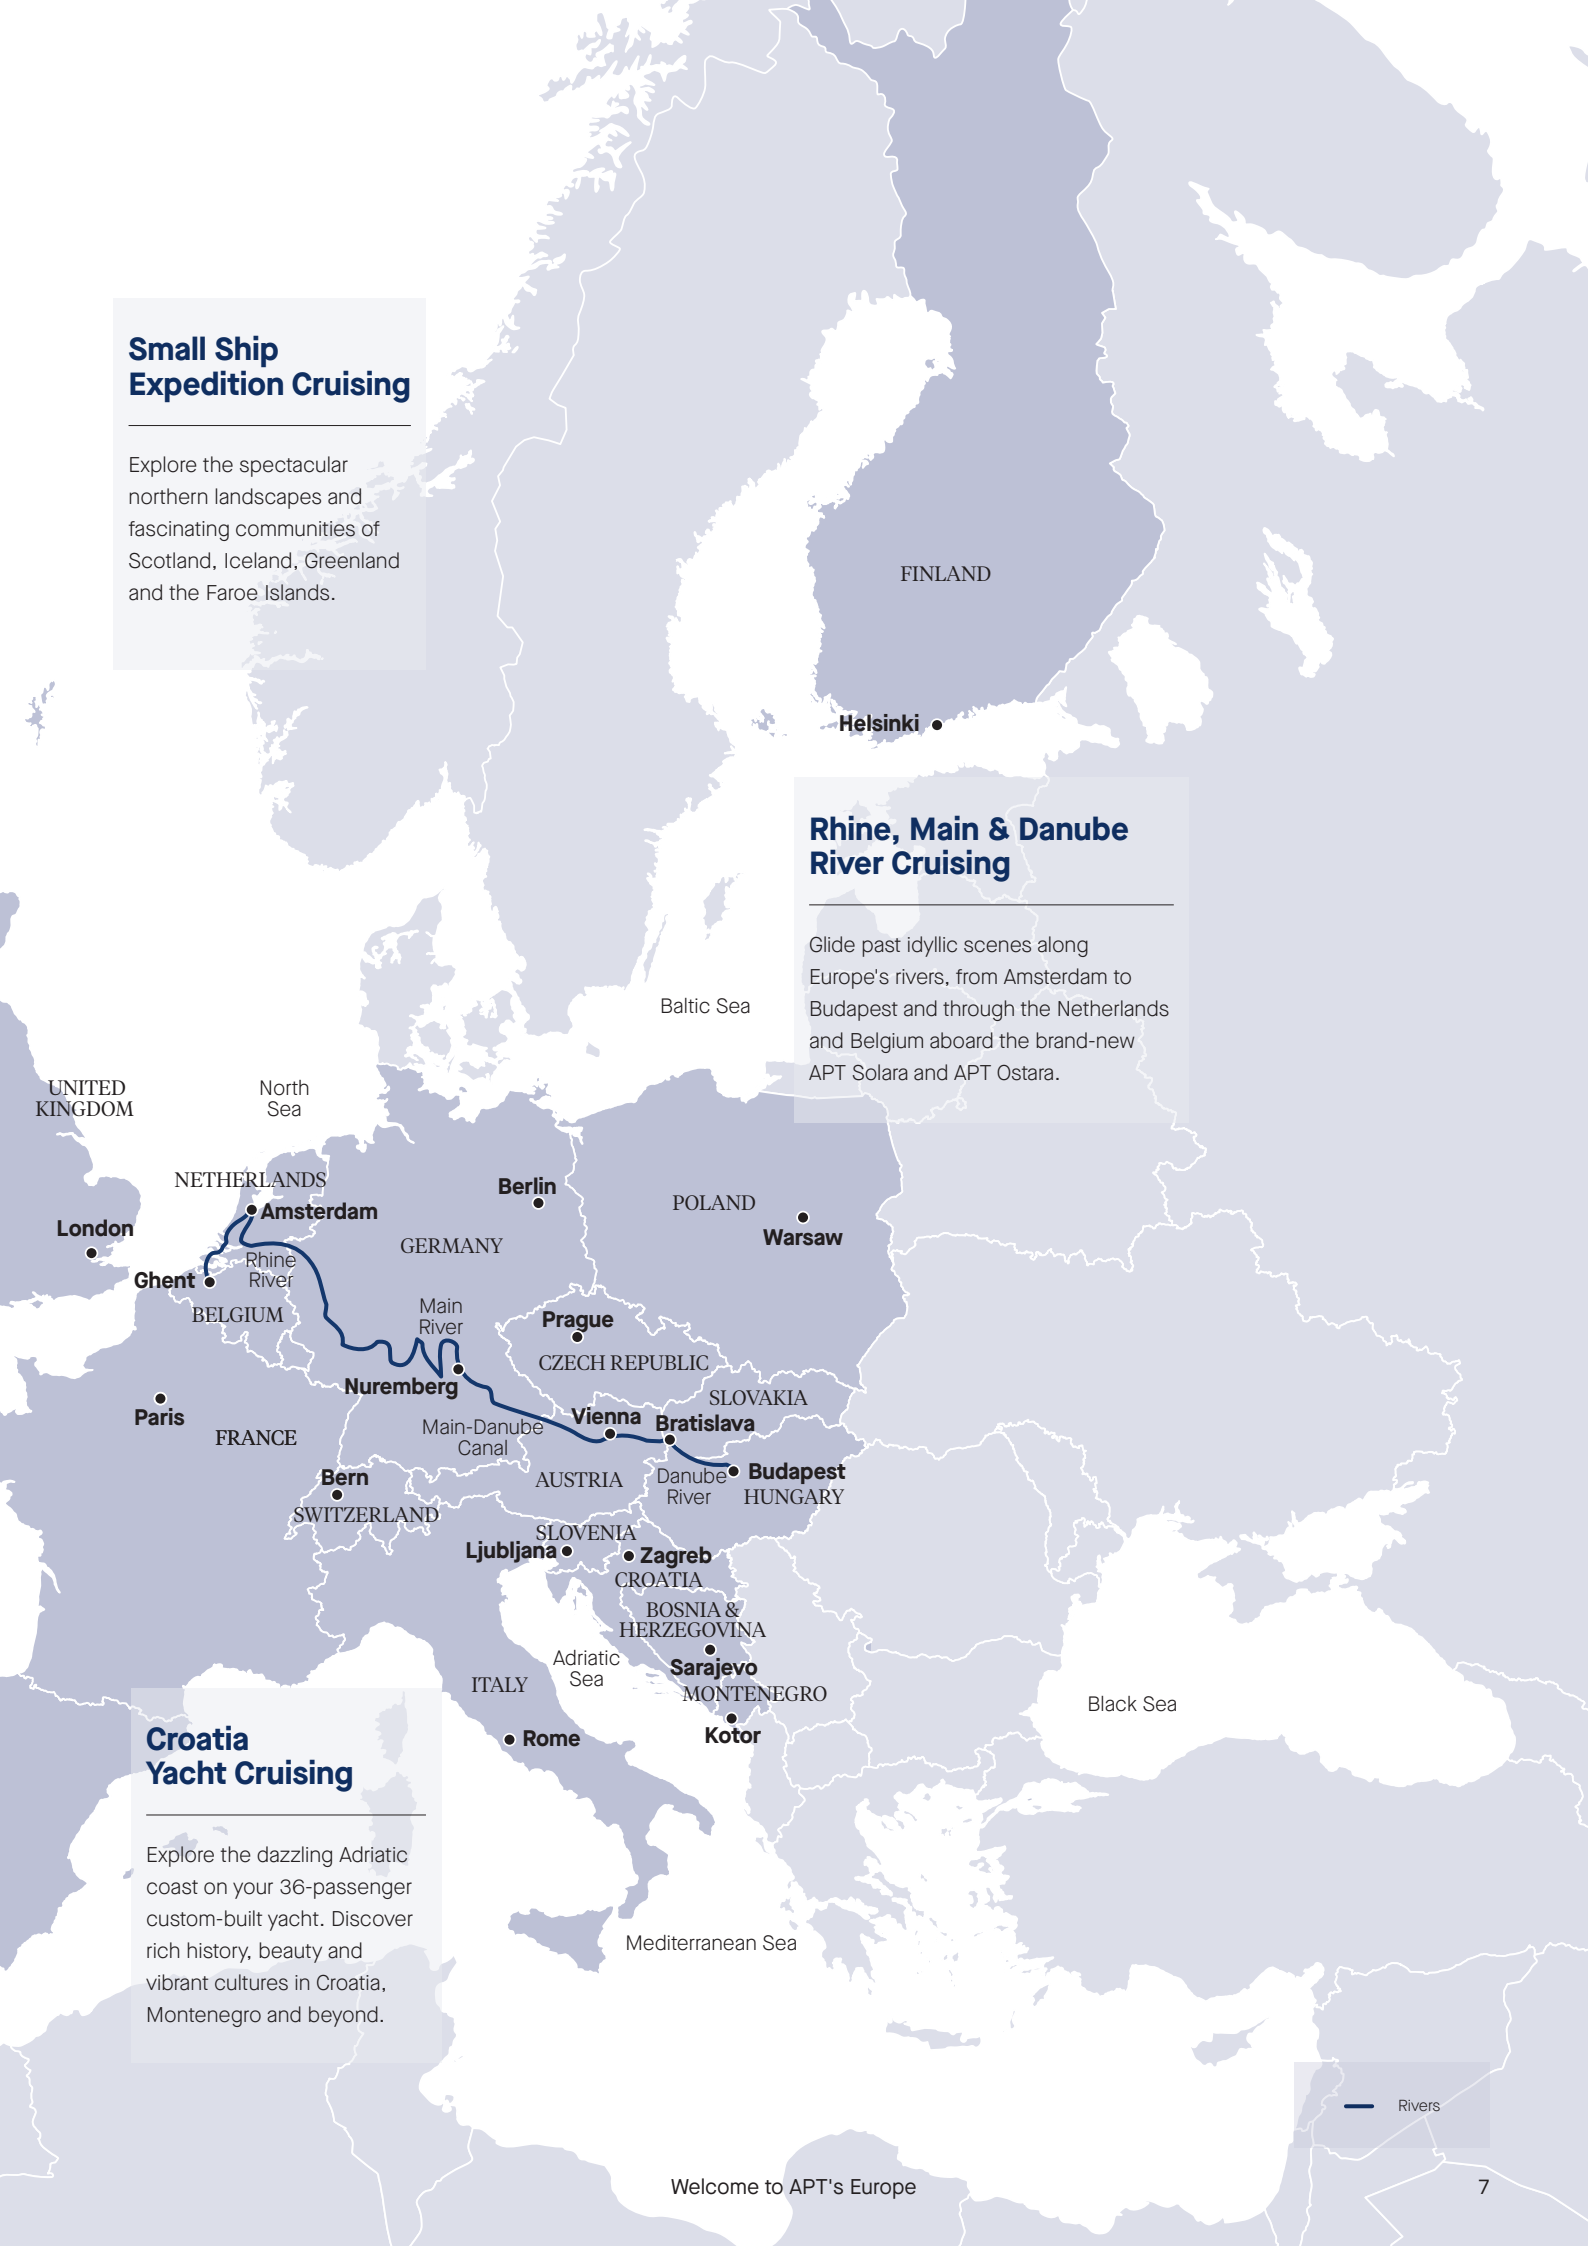 Small Ship
Expedition Cruising
Explore the spectacular
northern landscapes and
fascinating communities of
Scotland, Iceland, Greenland
and the Faroe Islands.
FINLAND
Helsinki
Rhine, Main & Danube
River Cruising
Glide past idyllic scenes along
Europe's rivers, from Amsterdam to
Budapest and through the Netherlands
and Belgium aboard the brand-new
APT Solara and APT Ostara.
Baltic Sea
UNITED
KINGDOM
North
Sea
NETHERLANDS
Amsterdam
Berlin
POLAND
Warsaw
London
GERMANY
Rhine
River
Ghent
BELGIUM
Main
River
Prague
CZECH REPUBLIC
Nuremberg
SLOVAKIA
Paris
FRANCE
Main-Danube
Canal
Vienna
Bratislava
Bern
SWITZERLAND
AUSTRIA
Danube
River
Budapest
HUNGARY
SLOVENIA
Ljubljana
Zagreb
CROATIA
BOSNIA &
HERZEGOVINA
Sarajevo
Adriatic
Sea
ITALY
MONTENEGRO
Kotor
Rome
Black Sea
Croatia
Yacht Cruising
Explore the dazzling Adriatic
coast on your 36-passenger
custom-built yacht. Discover
rich history, beauty and
vibrant cultures in Croatia,
Montenegro and beyond.
Mediterranean Sea
Rivers
Welcome to APT's Europe
7